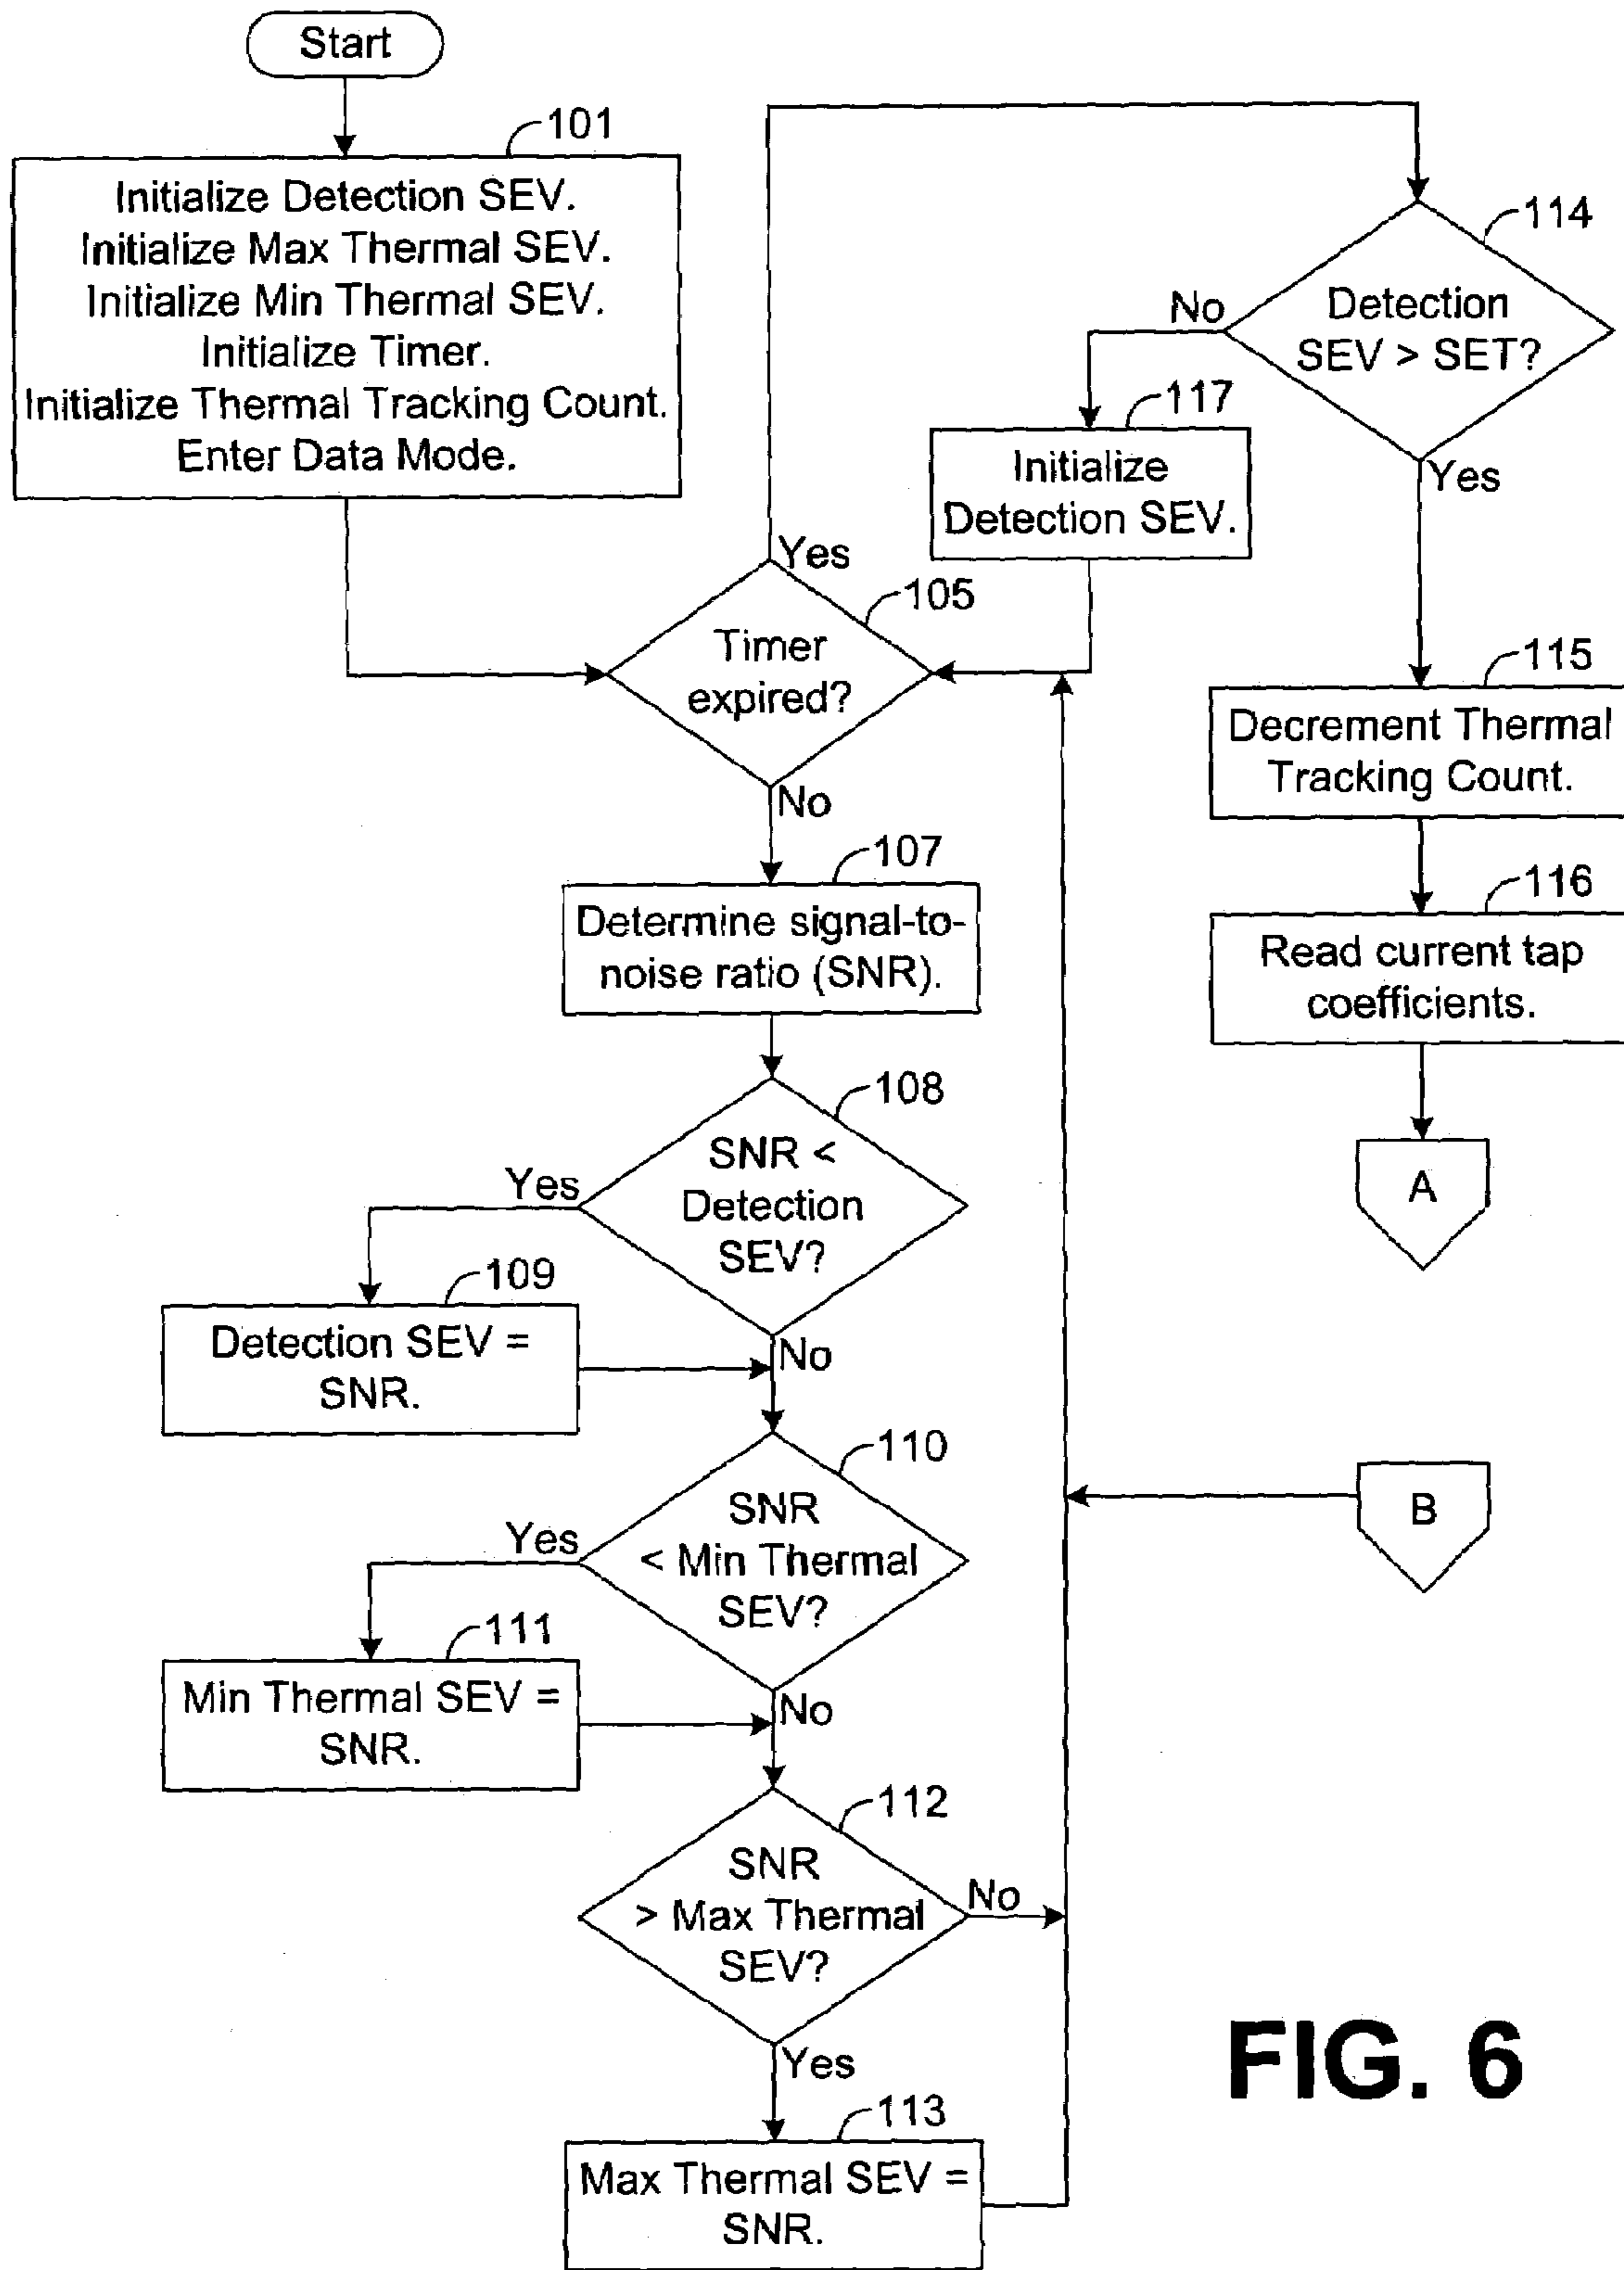 Start
101
Initialize Detection SEV.
Initialize Max Thermal SEV.
Initialize Min Thermal SEV.
Initialize Timer.
Initialize Thermal Tracking Count.
Enter Data Mode.
114
Detection
SEV > SET?
No
Yes
117
Initialize
Detection SEV.
Yes
105
Timer
expired?
No
115
Decrement Thermal
Tracking Count.
116
Read current tap
coefficients.
A
107
Determine signal-to-
noise ratio (SNR).
108
SNR <
Detection
SEV?
Yes
No
109
Detection SEV =
SNR.
110
SNR
< Min Thermal
SEV?
Yes
No
111
Min Thermal SEV =
SNR.
B
112
SNR
> Max Thermal
SEV?
No
Yes
113
Max Thermal SEV =
SNR.
FIG. 6